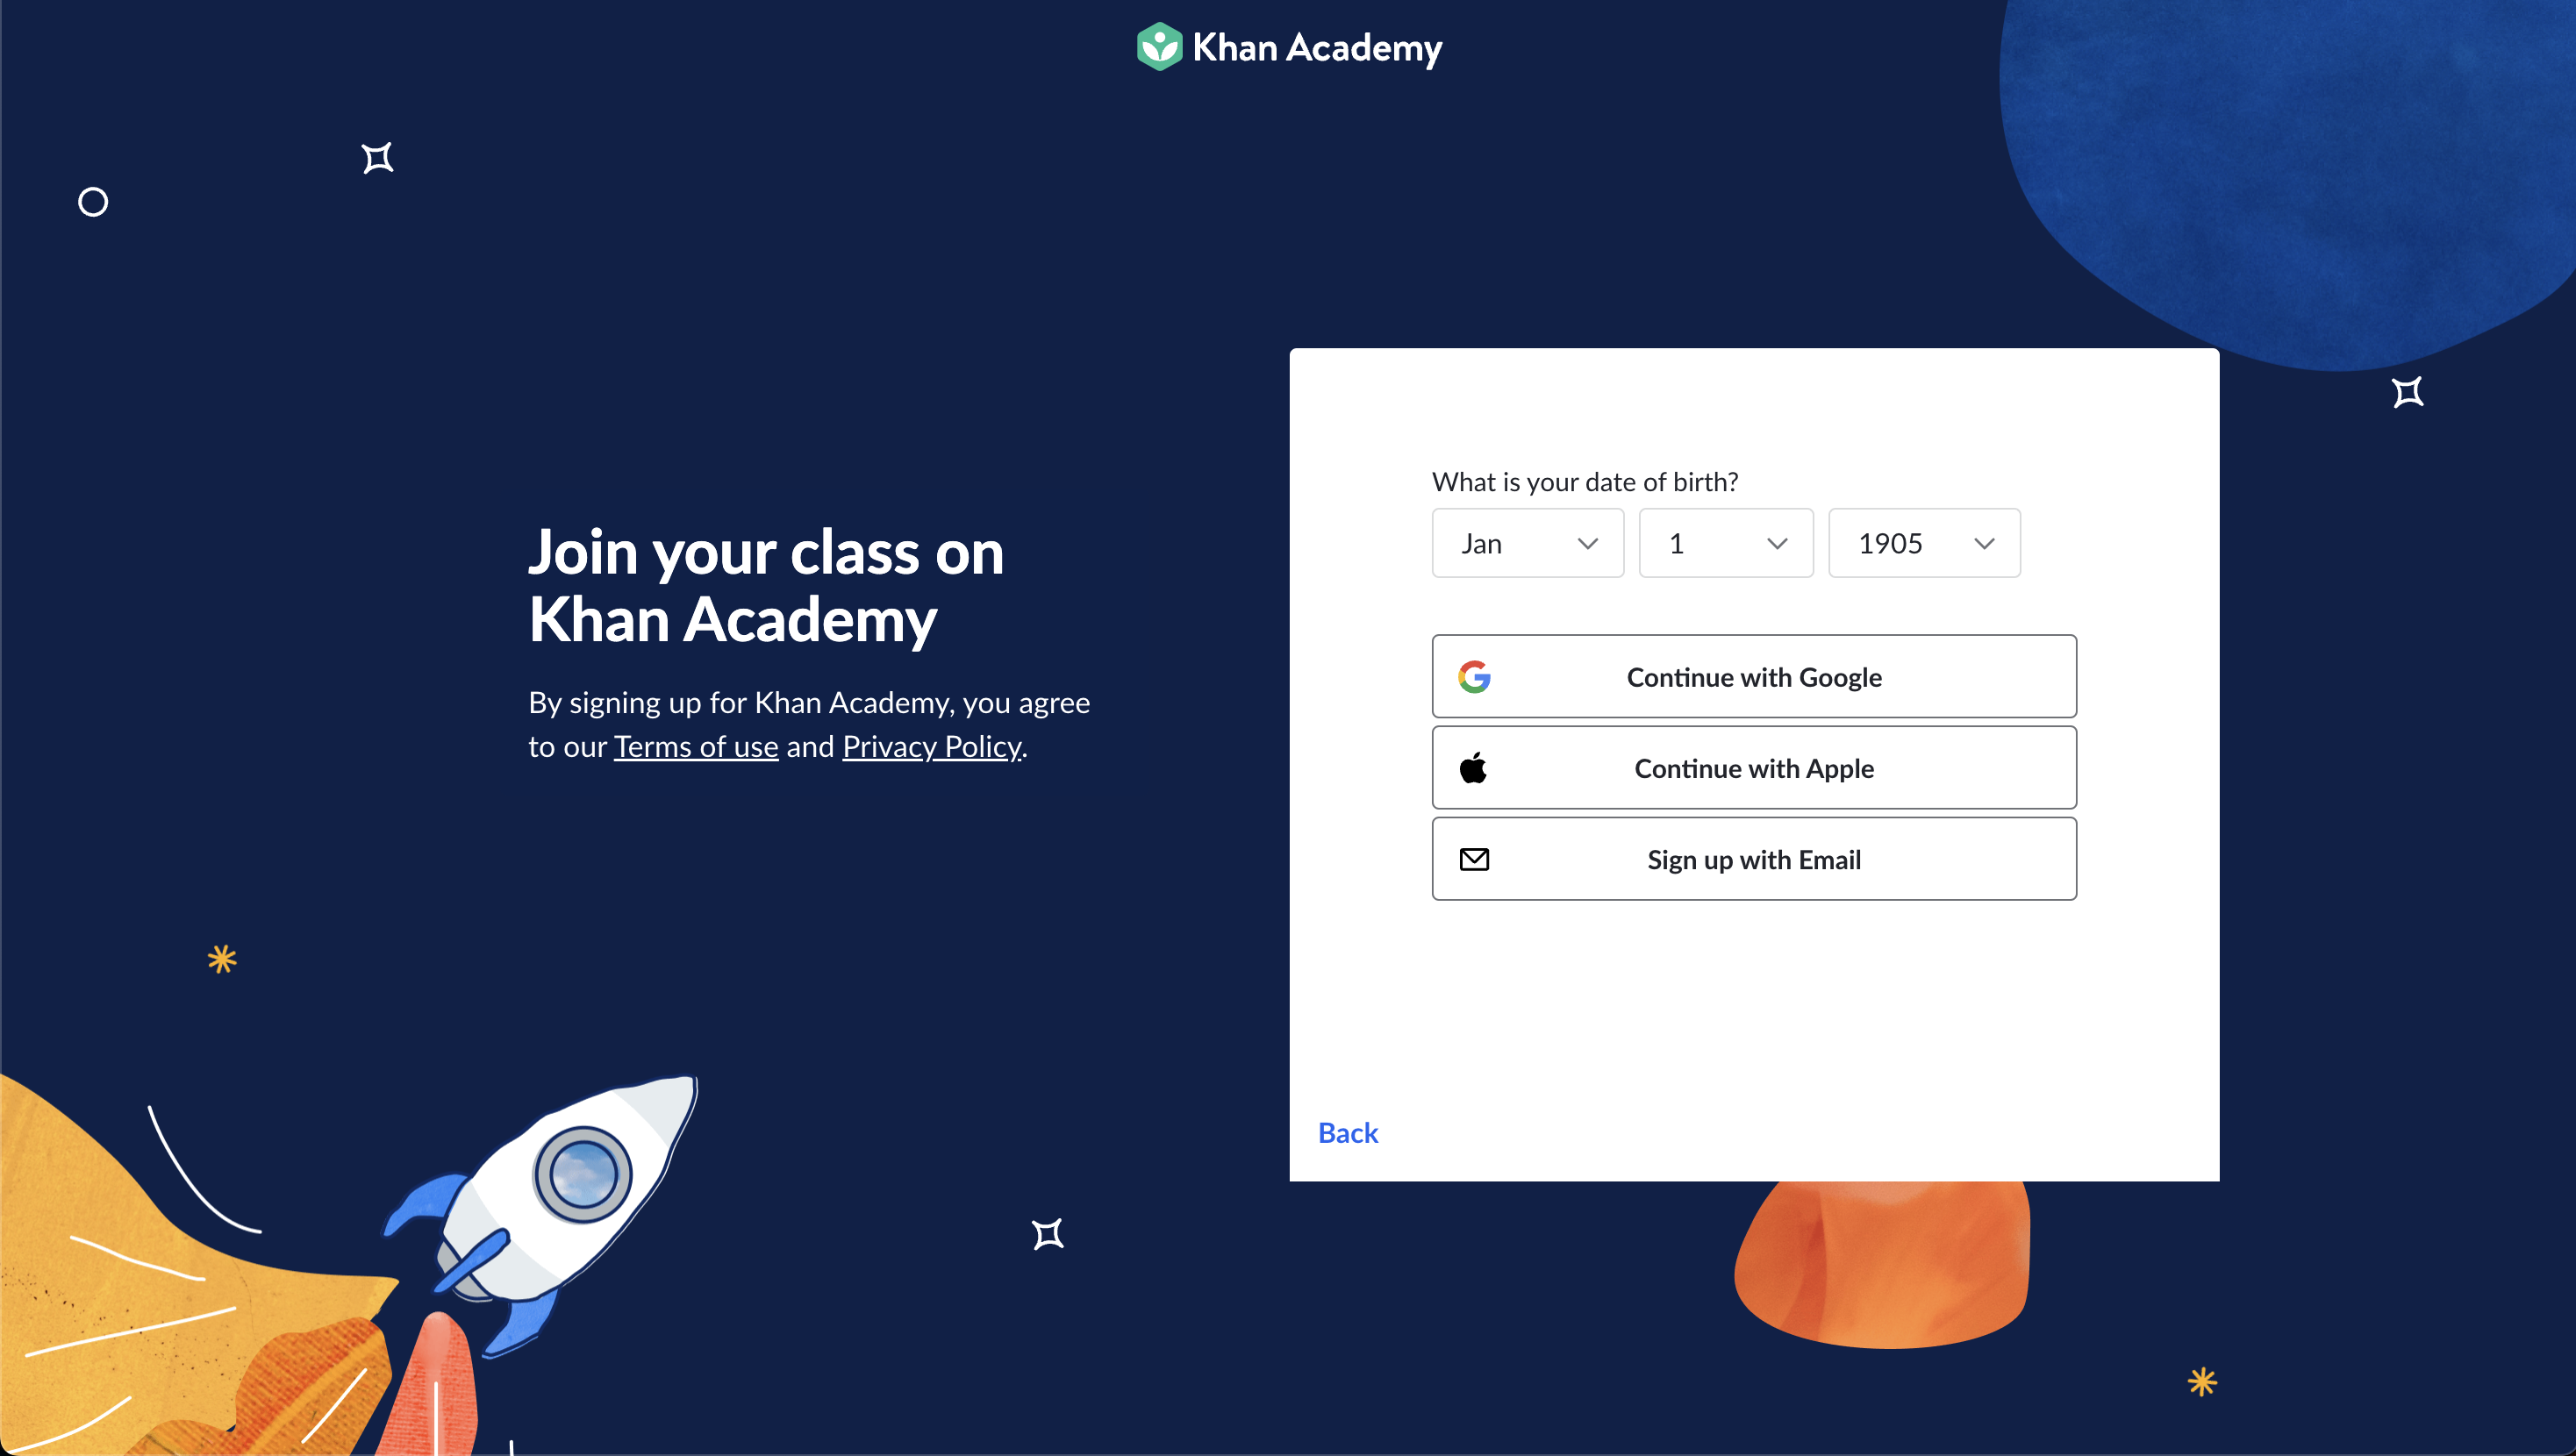 Khan Academy
Join your class on
Khan Academy
By signing up for Khan Academy, you agree
to our Terms of use and Privacy Policy.
What is your date of birth?
Jan 1 1905
Continue with Google
Continue with Apple
Sign up with Email
Back